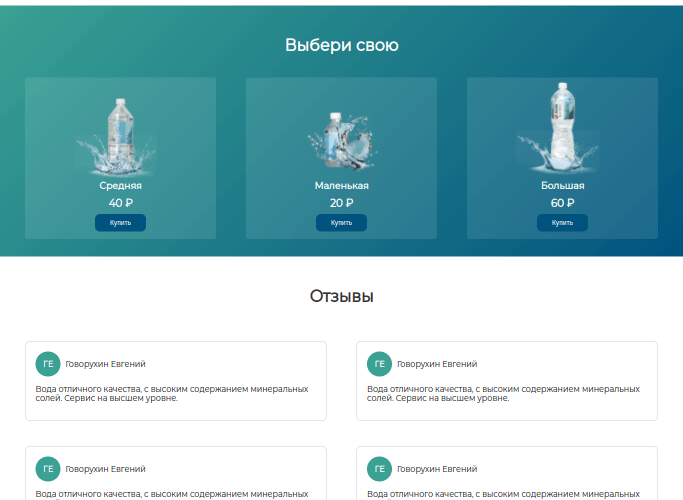 Выбери свою
Средняя
40 ₽
Купить
Маленькая
20 ₽
Купить
Большая
60 ₽
Купить
Отзывы
ГЕ Говорухин Евгений
Вода отличного качества, с высоким содержанием минеральных
солей. Сервис на высшем уровне.
ГЕ Говорухин Евгений
Вода отличного качества, с высоким содержанием минеральных
солей. Сервис на высшем уровне.
ГЕ Говорухин Евгений
Вода отличного качества, с высоким содержанием минеральных
ГЕ Говорухин Евгений
Вода отличного качества, с высоким содержанием минеральных